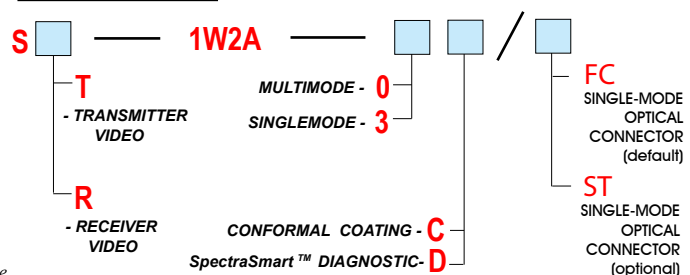 S — 1W2A — /
T
- TRANSMITTER
VIDEO
R
- RECEIVER
VIDEO
MULTIMODE - 0
SINGLEMODE - 3
CONFORMAL COATING - C
SpectraSmart ™ DIAGNOSTIC- D
FC
SINGLE-MODE
OPTICAL
CONNECTOR
(default)
ST
SINGLE-MODE
OPTICAL
CONNECTOR
(optional)